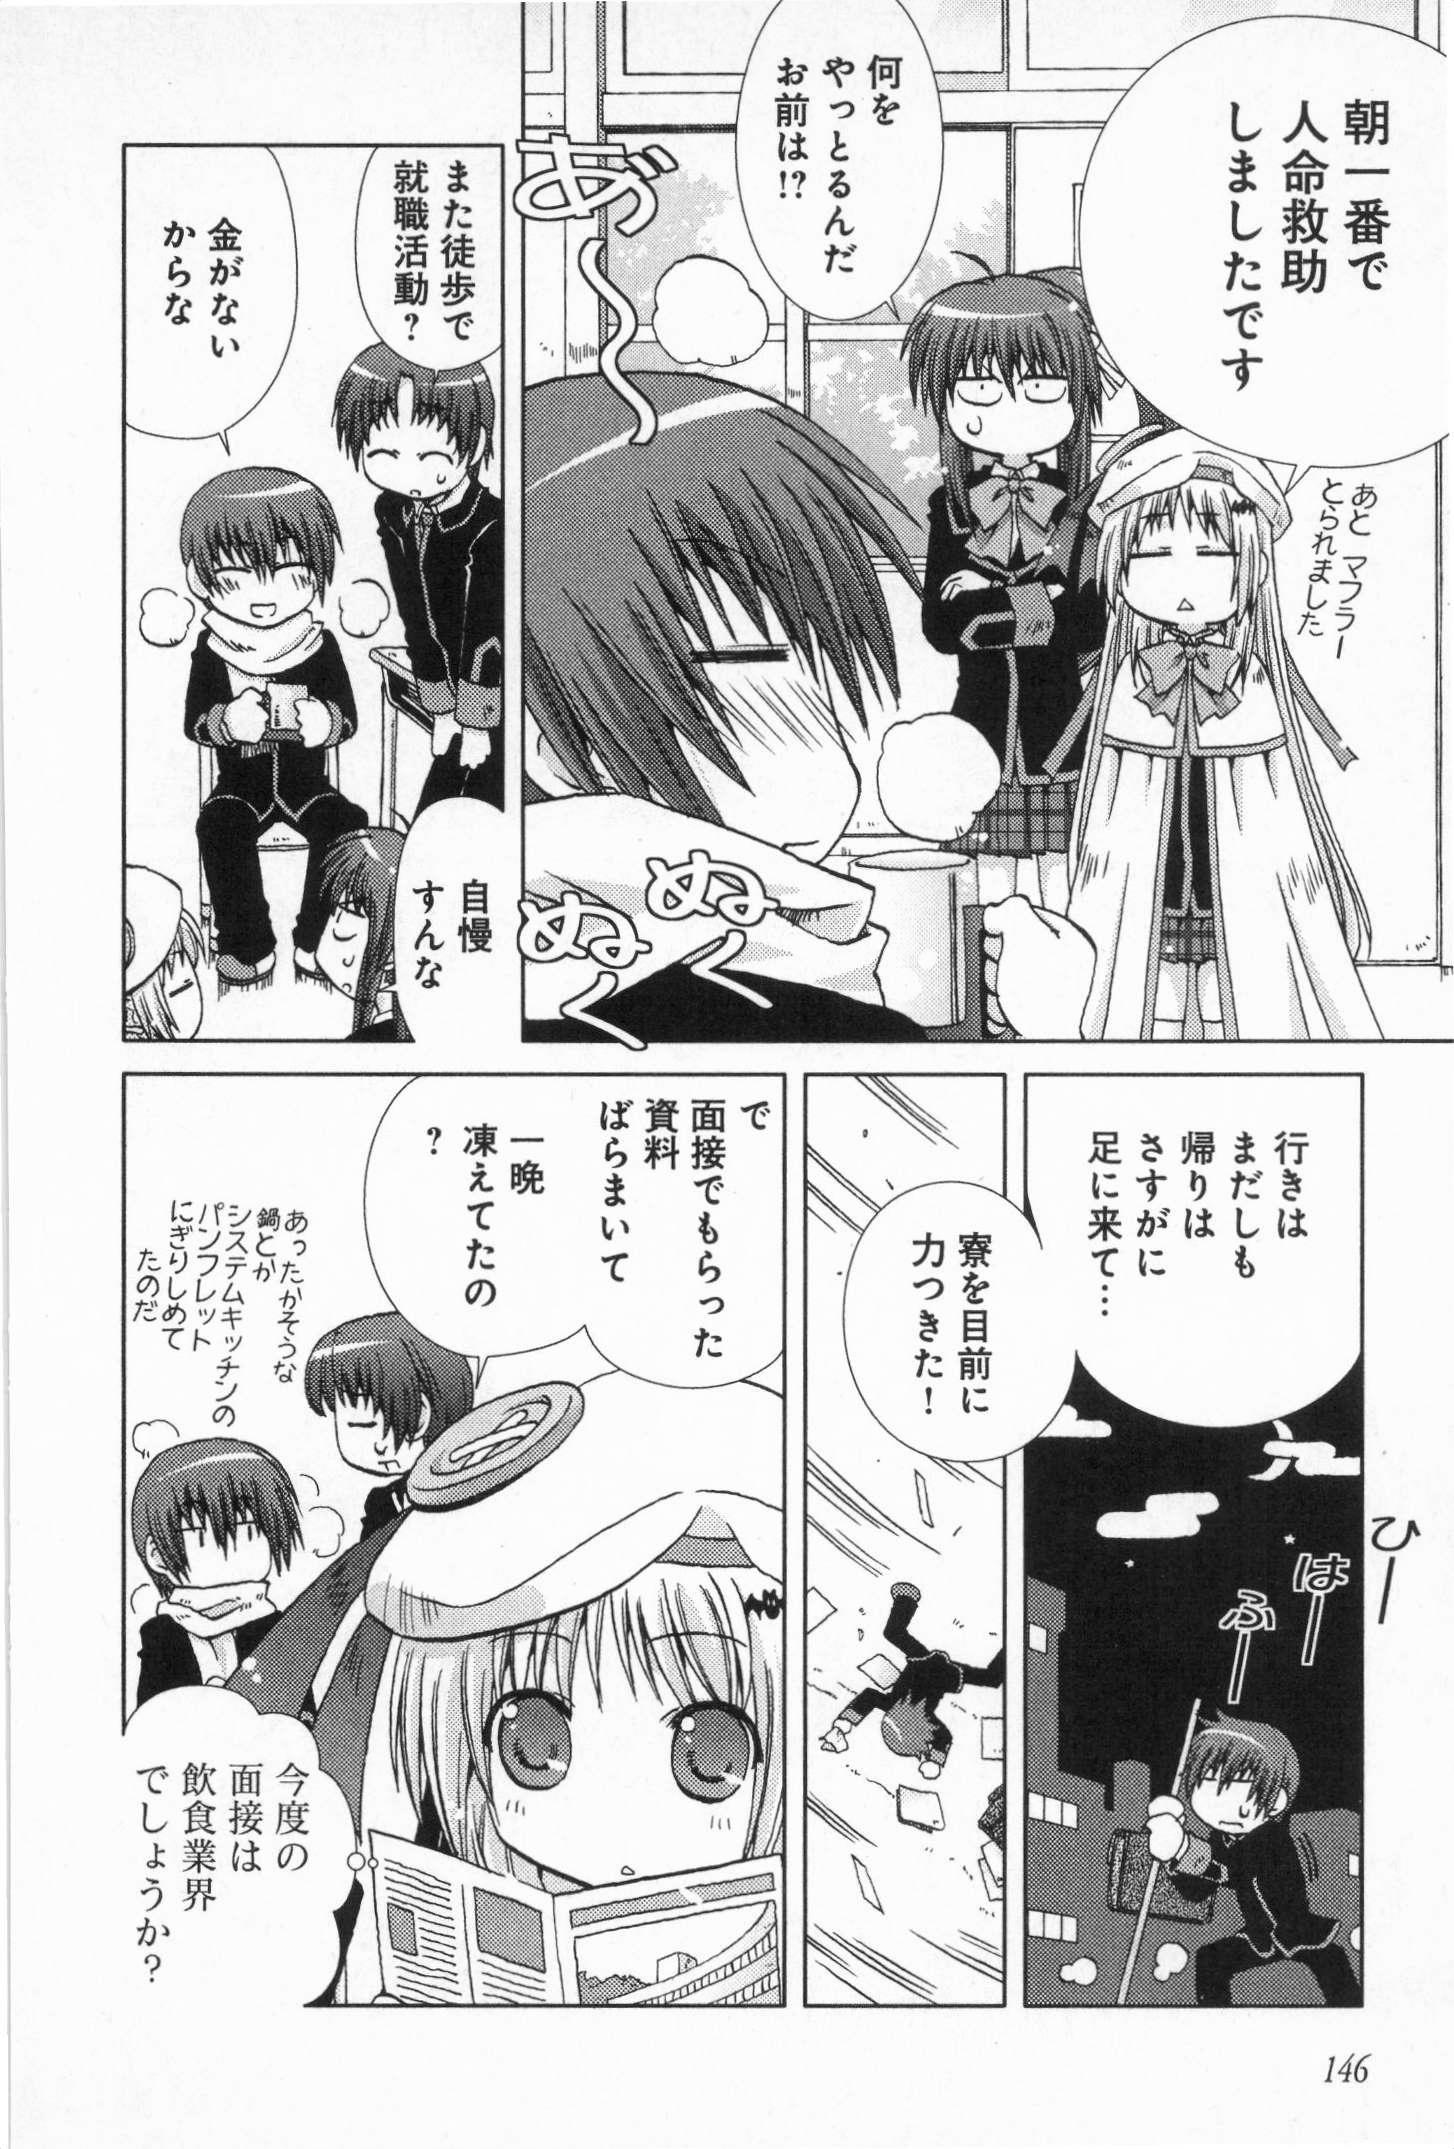 朝一番で
人命救助
しましたです
あと マフラー
とられました
何を
やっとるんだ
お前は!?
あ゛〜
ぬく
ぬく
また徒歩で
就職活動?
金がない
からな
自慢
すんな
行きは
まだしも
帰りは
さすがに
足に来て…
ひー
はー
ふー
寮を目前に
力つきた!
で
面接でもらった
資料
ばらまいて
一晩
凍えてたの
?
あったかそうな
鍋とか
システムキッチンの
パンフレット
にぎりしめて
たのだ
今度の
面接は
飲食業界
でしょうか?
146